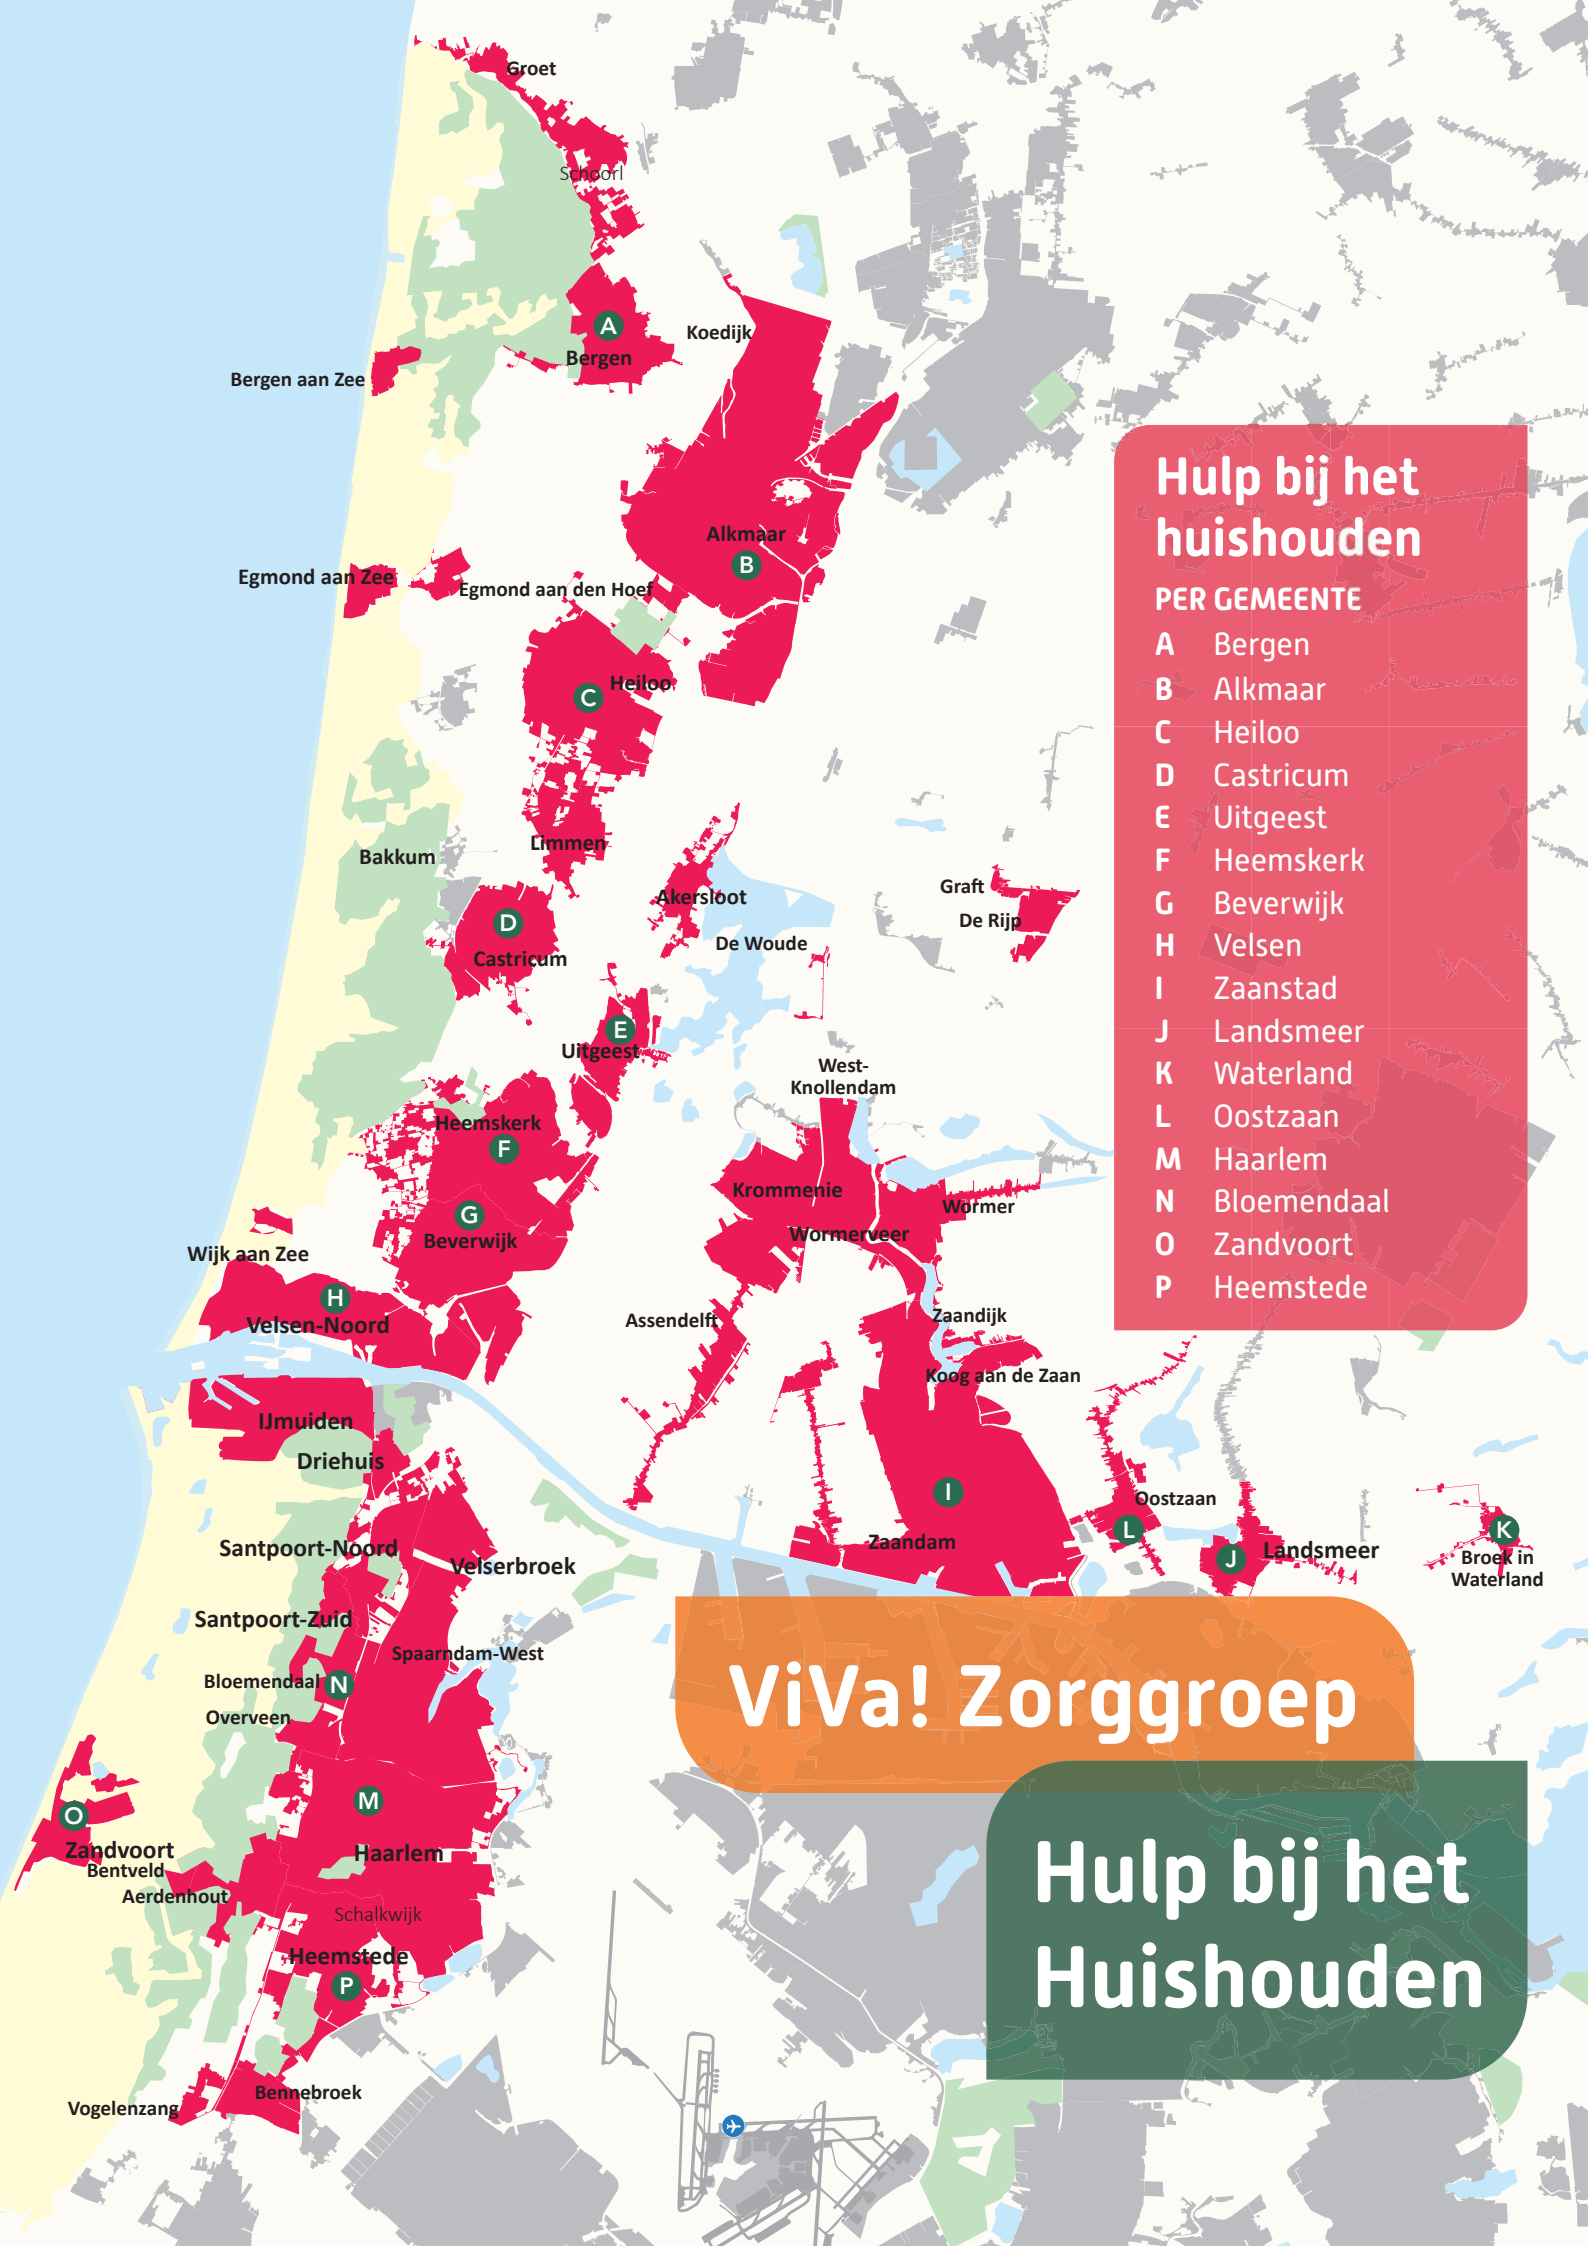 Groet
Schoorl
A
Bergen
Koedijk
Bergen aan Zee
Hulp bij het
huishouden
PER GEMEENTE
A Bergen
B Alkmaar
C Heiloo
D Castricum
E Uitgeest
F Heemskerk
G Beverwijk
H Velsen
I Zaanstad
J Landsmeer
K Waterland
L Oostzaan
M Haarlem
N Bloemendaal
O Zandvoort
P Heemstede
Alkmaar
B
Egmond aan Zee
Egmond aan den Hoef
Heiloo
C
Limmen
Bakkum
Akersloot
Graft
De Rijp
D
De Woude
Castricum
E
Uitgeest
West-
Knollendam
Heemskerk
F
Krommenie
Wormer
G
Beverwijk
Wormerveer
Wijk aan Zee
H
Velsen-Noord
Assendelft
Zaandijk
Koog aan de Zaan
IJmuiden
Driehuis
I
Oostzaan
L
K
Zaandam
Santpoort-Noord
J
Landsmeer
Broek in
Waterland
Velserbroek
Santpoort-Zuid
Spaarndam-West
Bloemendaal
N
Overveen
ViVa! Zorggroep
M
O
Zandvoort
Haarlem
Bentveld
Aerdenhout
Schalkwijk
Heemstede
P
Hulp bij het
Huishouden
Bennebroek
Vogelenzang